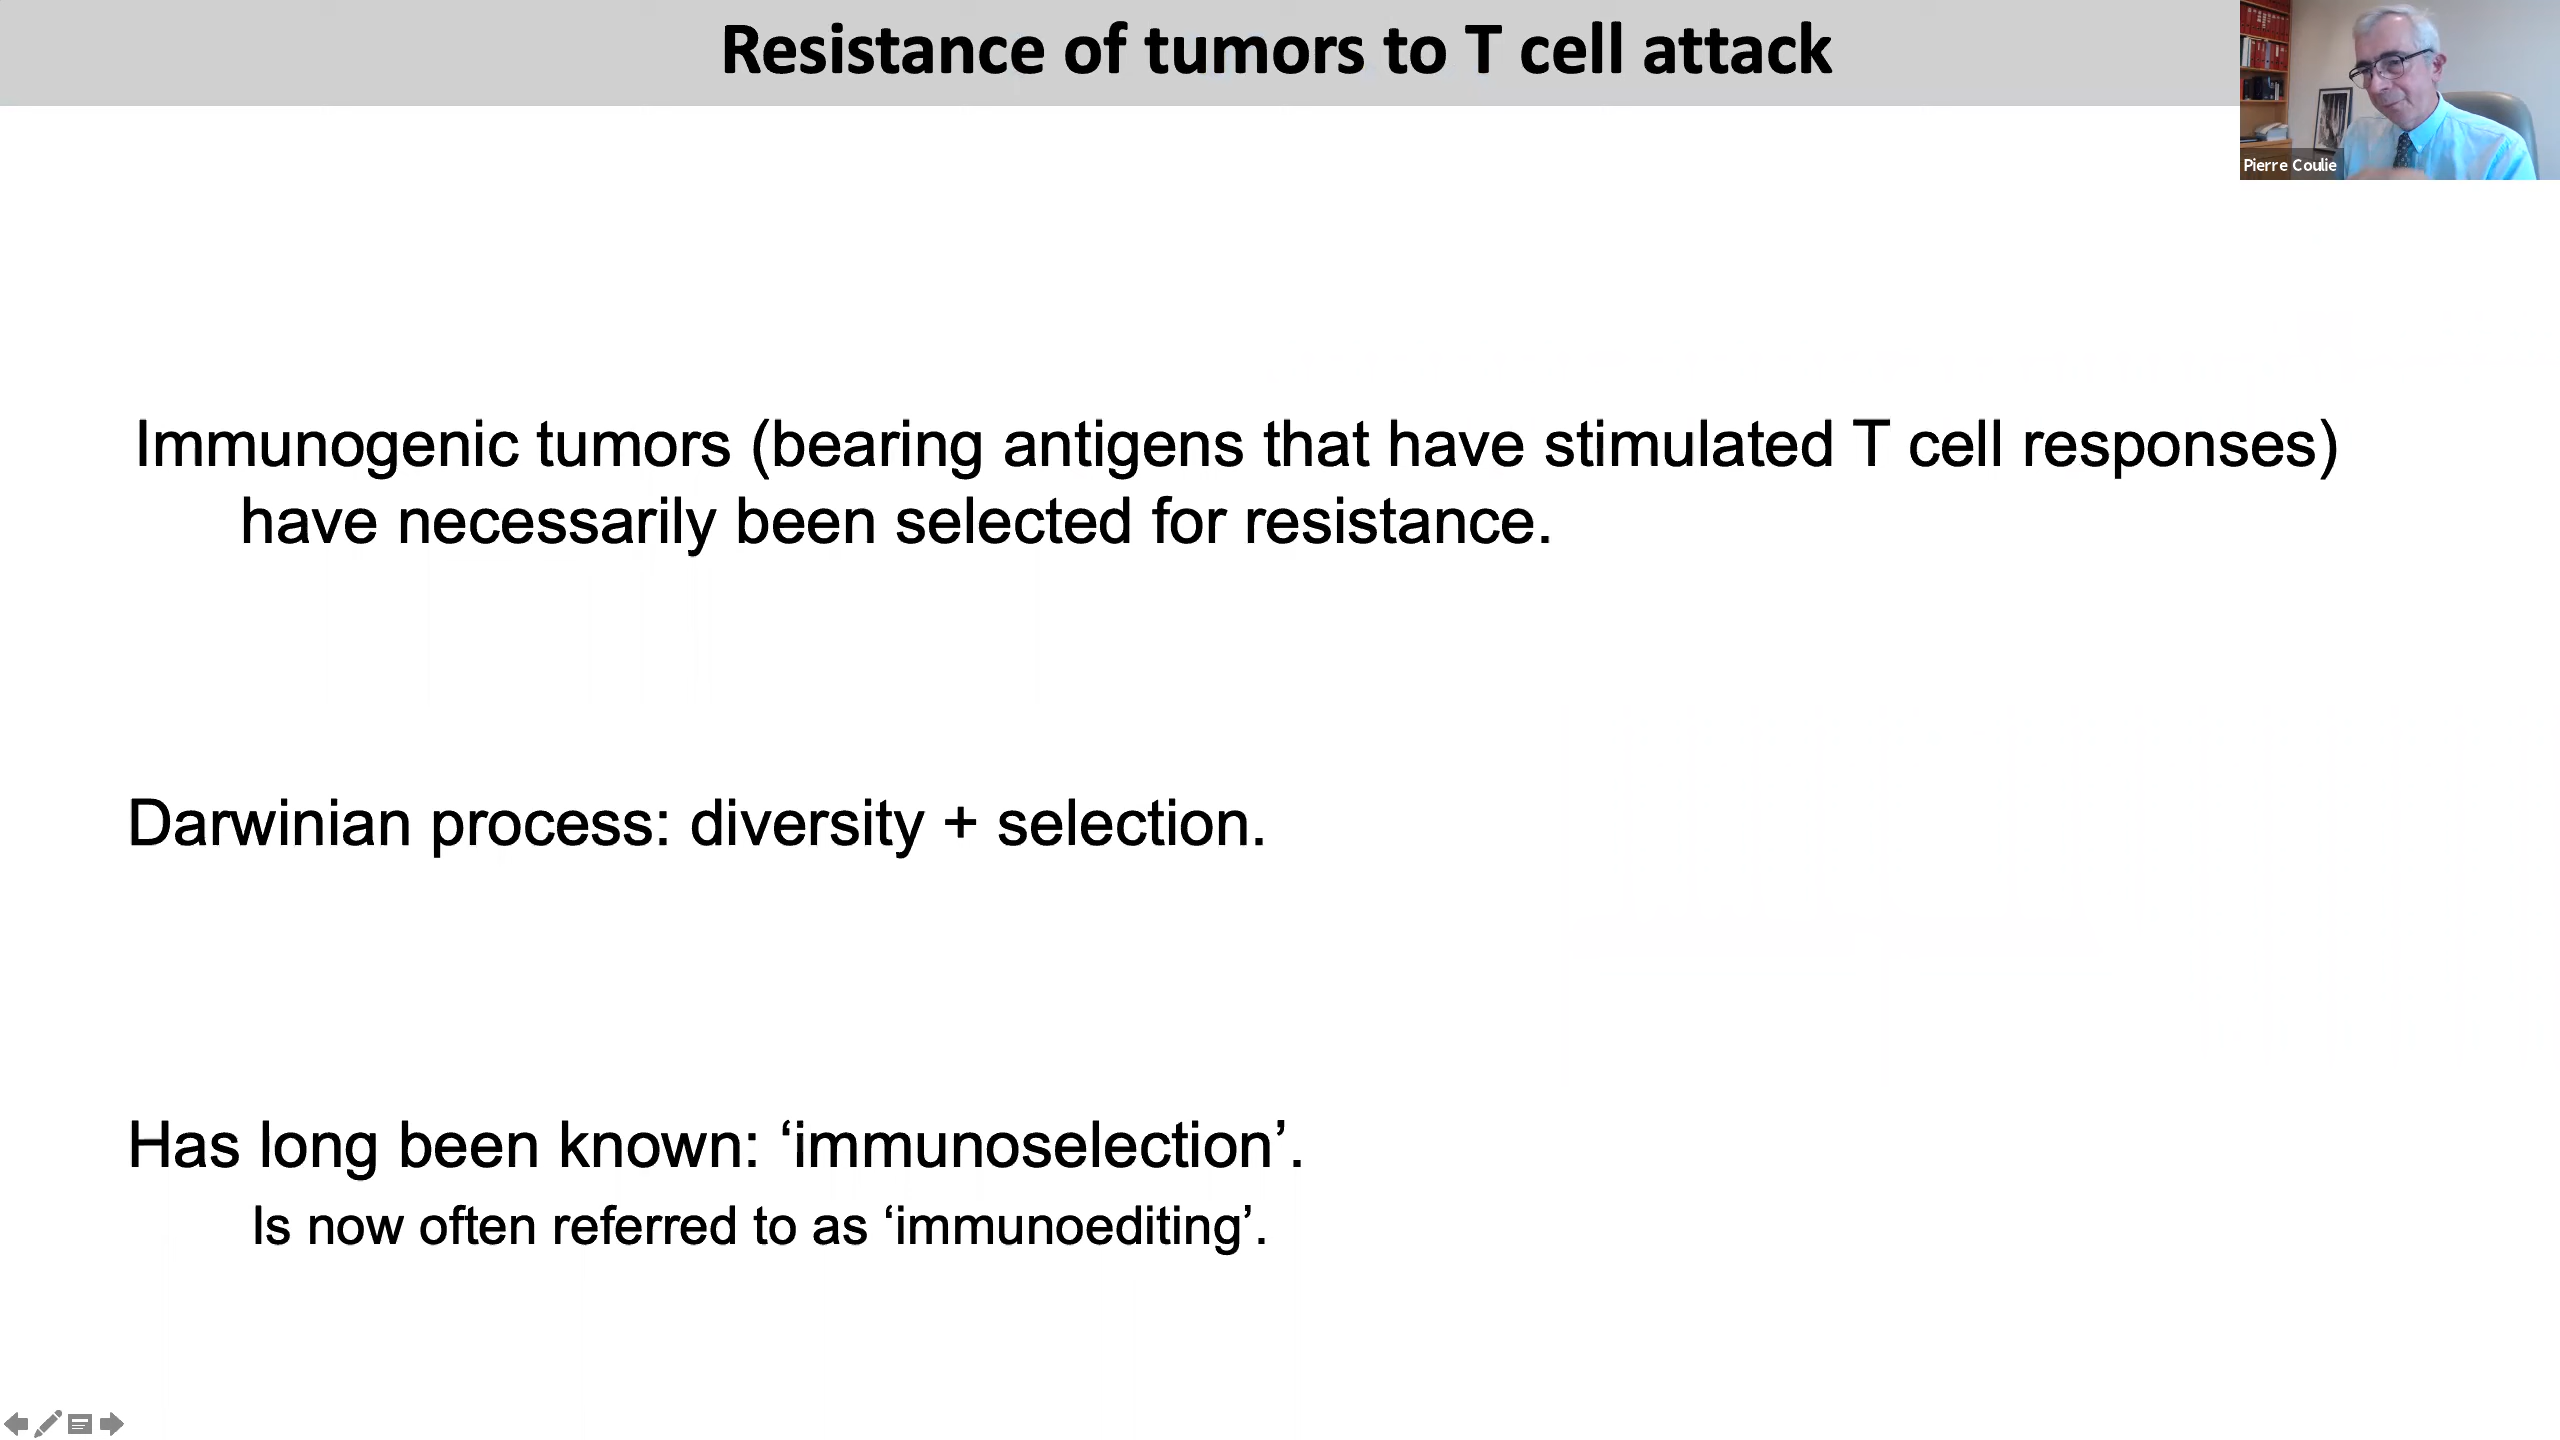 Resistance of tumors to T cell attack
Pierre Coulie
Immunogenic tumors (bearing antigens that have stimulated T cell responses)
have necessarily been selected for resistance.
Darwinian process: diversity + selection.
Has long been known: ‘immunoselection’.
Is now often referred to as ‘immunoediting’.